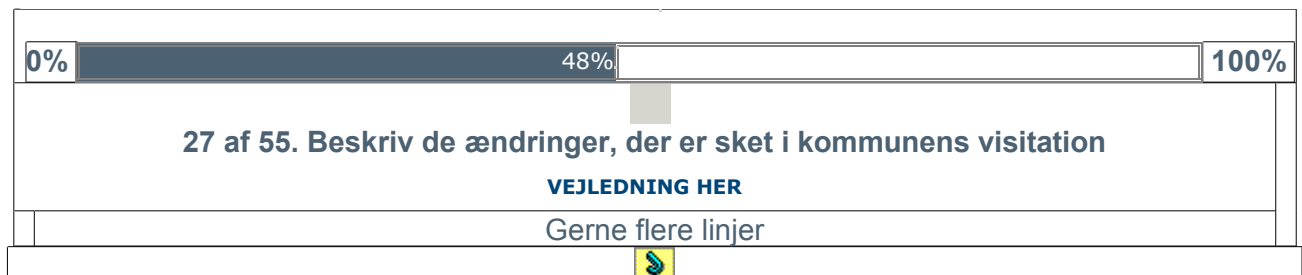 0% 48% 100%
27 af 55. Beskriv de ændringer, der er sket i kommunens visitation
VEJLEDNING HER
Gerne flere linjer